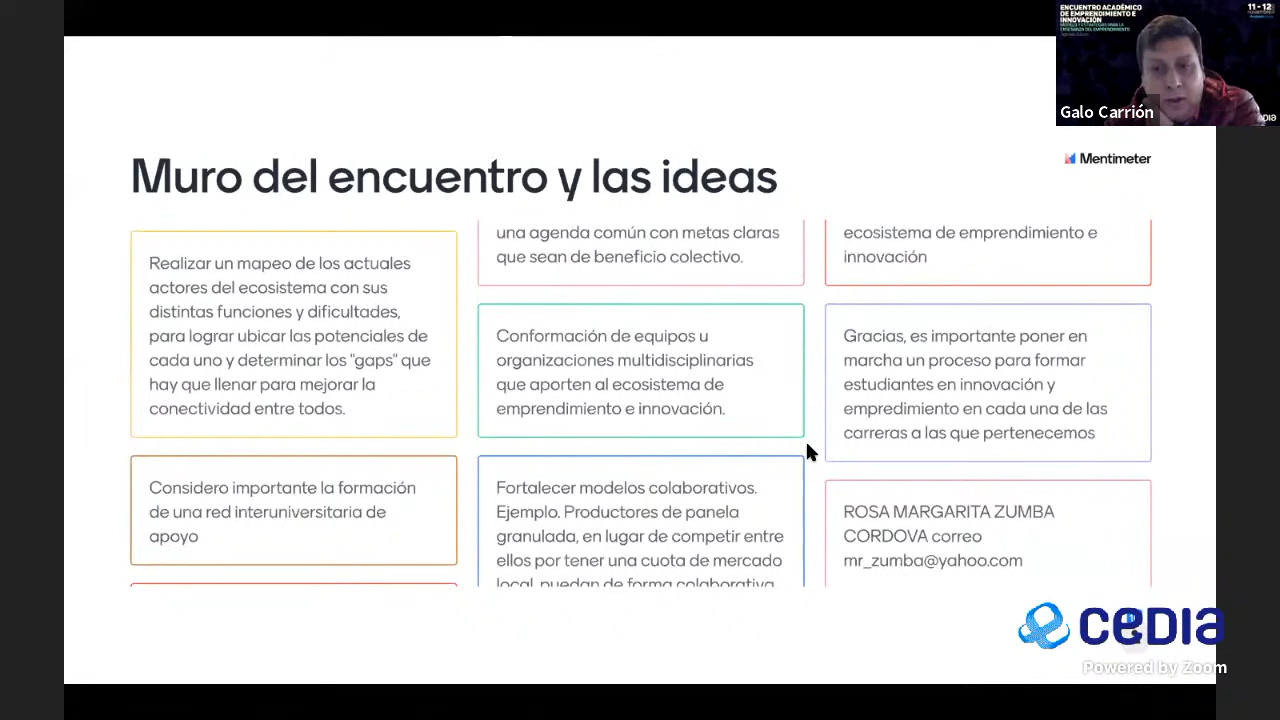 ENCUENTRO ACADÉMICO
DE EMPRENDIMIENTO E
INNOVACIÓN
11 - 12
Galo Carrión
Muro del encuentro y las ideas
Mentimeter
Realizar un mapeo de los actuales
actores del ecosistema con sus
distintas funciones y dificultades,
para lograr ubicar las potenciales de
cada uno y determinar los "gaps" que
hay que llenar para mejorar la
conectividad entre todos.
Considero importante la formación
de una red interuniversitaria de
apoyo
una agenda común con metas claras
que sean de beneficio colectivo.
Conformación de equipos u
organizaciones multidisciplinarias
que aporten al ecosistema de
emprendimiento e innovación.
Fortalecer modelos colaborativos.
Ejemplo. Productores de panela
granulada, en lugar de competir entre
ellos por tener una cuota de mercado
local, puedan de forma colaborativa
ecosistema de emprendimiento e
innovación
Gracias, es importante poner en
marcha un proceso para formar
estudiantes en innovación y
empredimiento en cada una de las
carreras a las que pertenecemos
ROSA MARGARITA ZUMBA
CORDOVA correo
mr_zumba@yahoo.com
cedia
Powered by Zoom